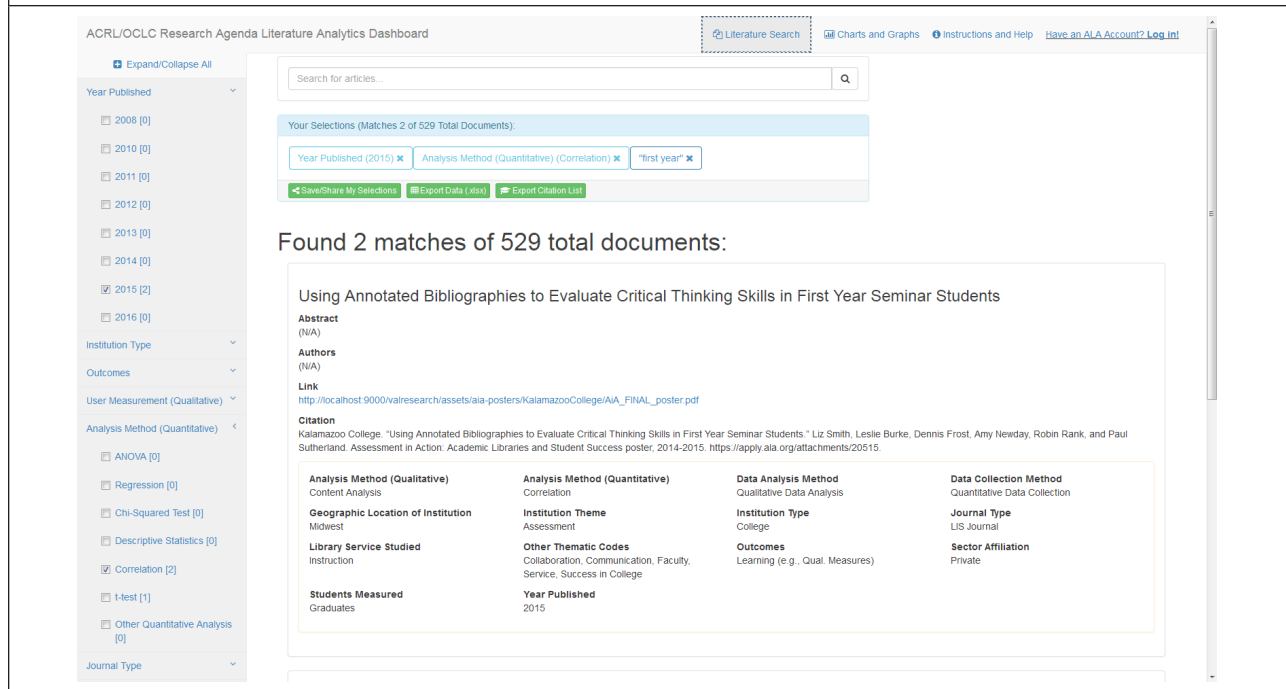 ACRL/OCLC Research Agenda Literature Analytics Dashboard
Literature Search
Charts and Graphs
Instructions and Help
Have an ALA Account? Log in!
Expand/Collapse All
Year Published
2008 [0]
2010 [0]
2011 [0]
2012 [0]
2013 [0]
2014 [0]
2015 [2]
2016 [0]
Institution Type
Outcomes
User Measurement (Qualitative)
Analysis Method (Quantitative)
ANOVA [0]
Regression [0]
Chi-Squared Test [0]
Descriptive Statistics [0]
Correlation [2]
t-test [1]
Other Quantitative Analysis
[0]
Journal Type
Search for articles...
Your Selections (Matches 2 of 529 Total Documents):
Year Published (2015) ×
Analysis Method (Quantitative) (Correlation) ×
"first year" ×
Save/Share My Selections
Export Data (.xlsx)
Export Citation List
Found 2 matches of 529 total documents:
Using Annotated Bibliographies to Evaluate Critical Thinking Skills in First Year Seminar Students
Abstract
(N/A)
Authors
(N/A)
Link
http://localhost:9000/valresearch/assets/aia-posters/KalamazooCollege/AiA_FINAL_poster.pdf
Citation
Kalamazoo College. "Using Annotated Bibliographies to Evaluate Critical Thinking Skills in First Year Seminar Students." Liz Smith, Leslie Burke, Dennis Frost, Amy Newday, Robin Rank, and Paul
Sutherland. Assessment in Action: Academic Libraries and Student Success poster, 2014-2015. https://apply.ala.org/attachments/20515.
Analysis Method (Qualitative)
Content Analysis
Analysis Method (Quantitative)
Correlation
Data Analysis Method
Qualitative Data Analysis
Data Collection Method
Quantitative Data Collection
Geographic Location of Institution
Midwest
Institution Theme
Assessment
Institution Type
College
Journal Type
LIS Journal
Library Service Studied
Instruction
Other Thematic Codes
Collaboration, Communication, Faculty,
Service, Success in College
Outcomes
Learning (e.g., Qual. Measures)
Sector Affiliation
Private
Students Measured
Graduates
Year Published
2015